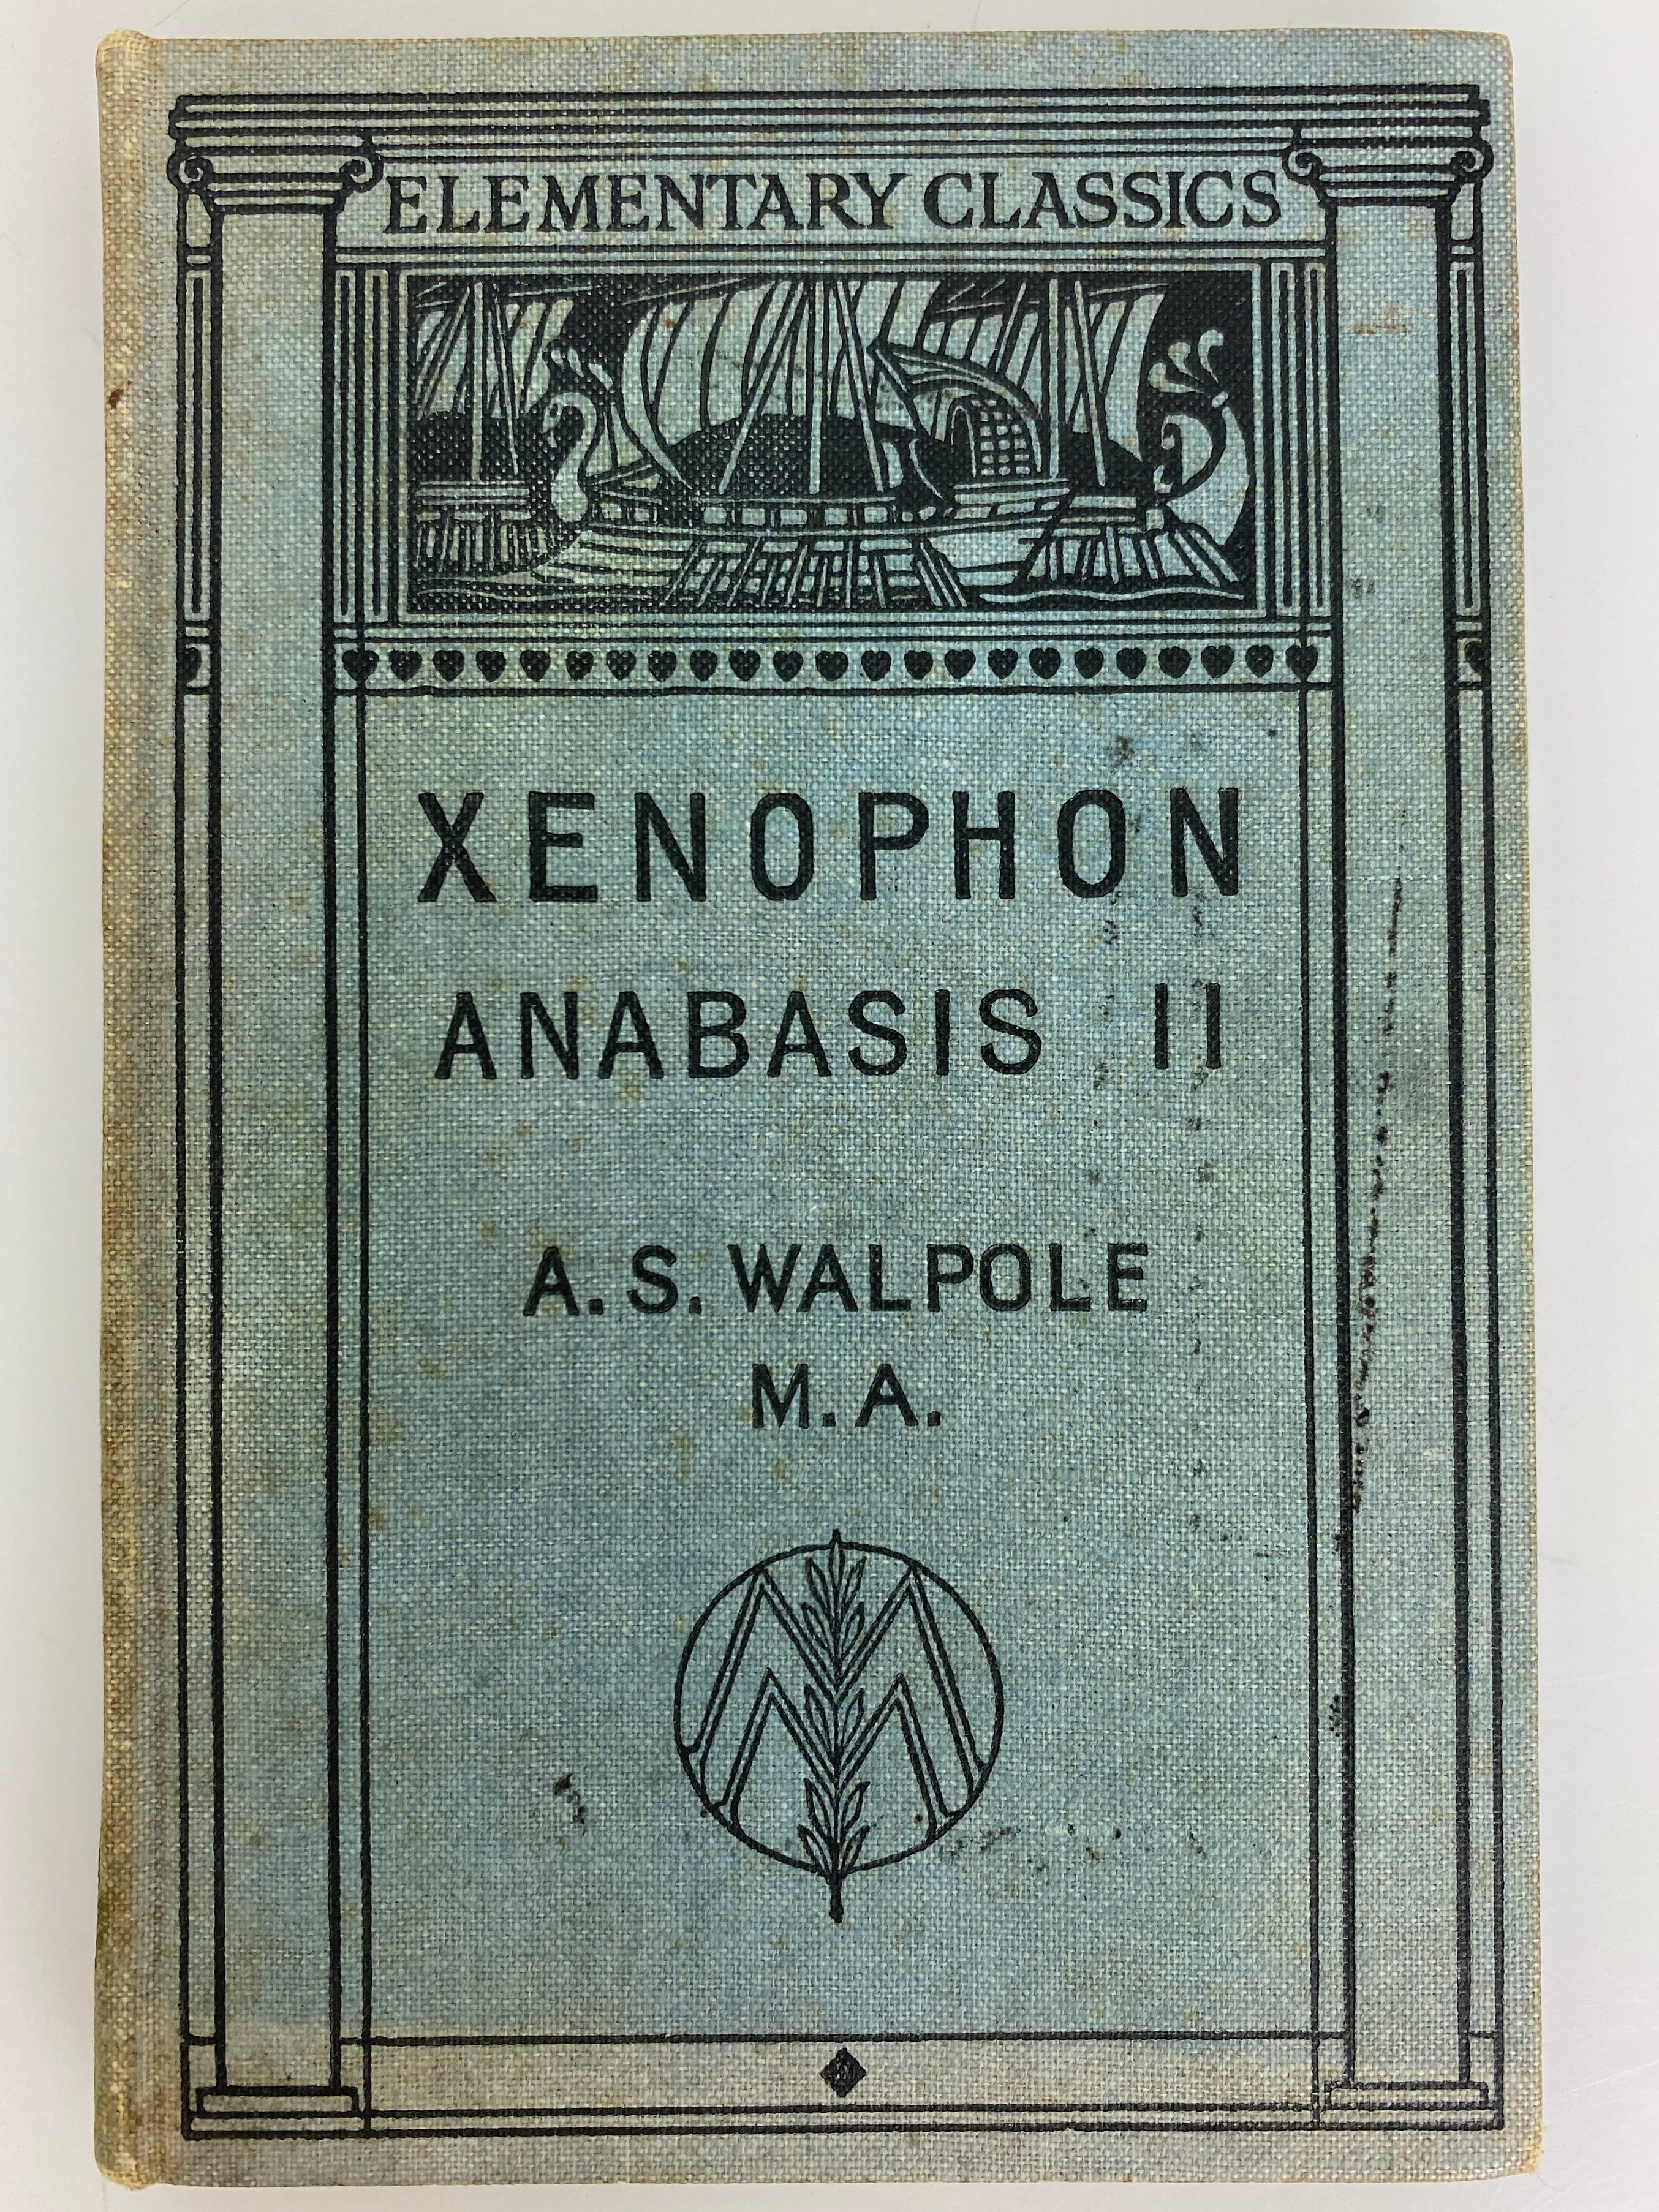 ELEMENTARY CLASSICS
XENOPHON
ANABASIS II
A. S. WALPOLE
M. A.
M